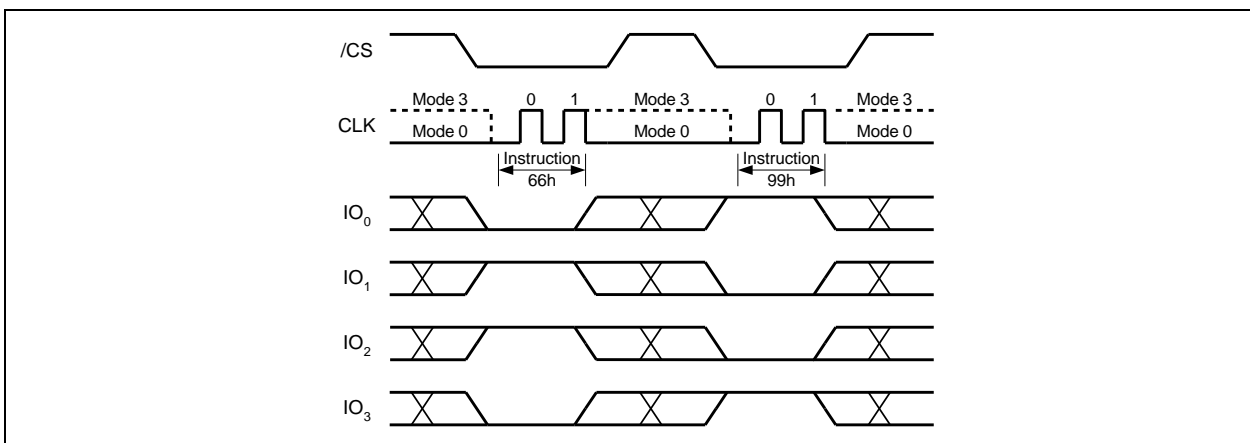 /CS
Mode 3 0 1 Mode 3 0 1 Mode 3
CLK
Mode 0 Mode 0 Mode 0
Instruction Instruction
66h 99h
IO0
IO1
IO2
IO3